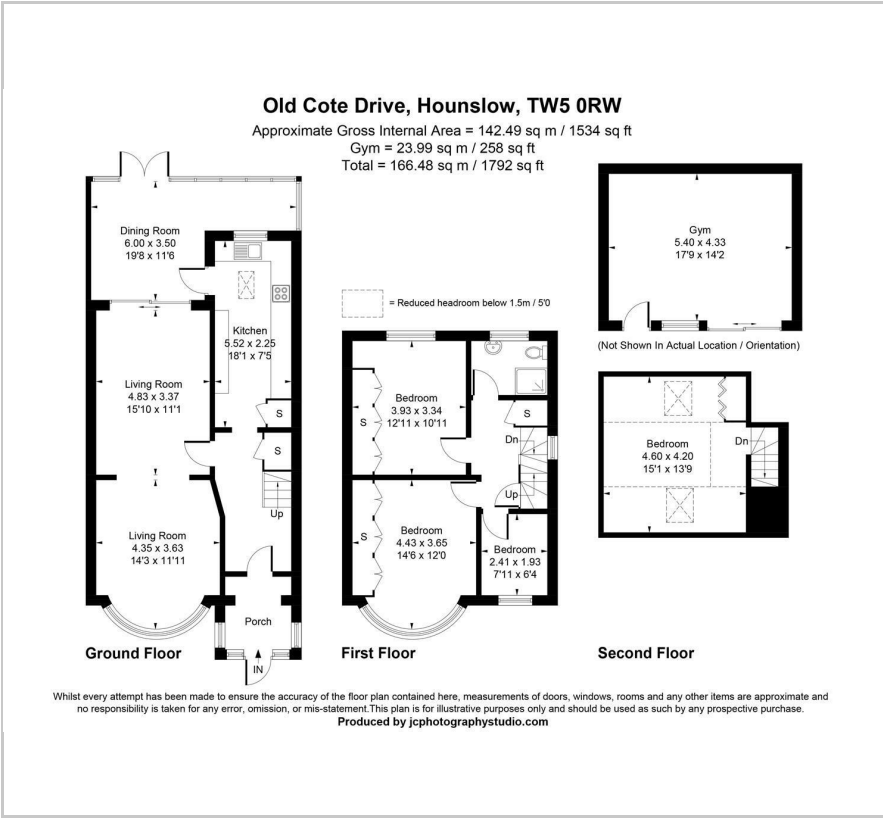 Old Cote Drive, Hounslow, TW5 0RW
Approximate Gross Internal Area = 142.49 sq m / 1534 sq ft
Gym = 23.99 sq m / 258 sq ft
Total = 166.48 sq m / 1792 sq ft
Dining Room
6.00 x 3.50
19'8 x 11'6
Kitchen
5.52 x 2.25
18'1 x 7'5
S
Living Room
4.83 x 3.37
15'10 x 11'1
S
Up
Living Room
4.35 x 3.63
14'3 x 11'11
Porch
IN
Ground Floor
= Reduced headroom below 1.5m / 5'0
Bedroom
3.93 x 3.34
12'11 x 10'11
S
S
Dn
Up
Bedroom
4.43 x 3.65
14'6 x 12'0
S
Bedroom
2.41 x 1.93
7'11 x 6'4
First Floor
Gym
5.40 x 4.33
17'9 x 14'2
(Not Shown In Actual Location / Orientation)
Bedroom
4.60 x 4.20
15'1 x 13'9
Dn
Second Floor
Whilst every attempt has been made to ensure the accuracy of the floor plan contained here, measurements of doors, windows, rooms and any other items are approximate and
no responsibility is taken for any error, omission, or mis-statement.This plan is for illustrative purposes only and should be used as such by any prospective purchase.
Produced by jcphotographystudio.com